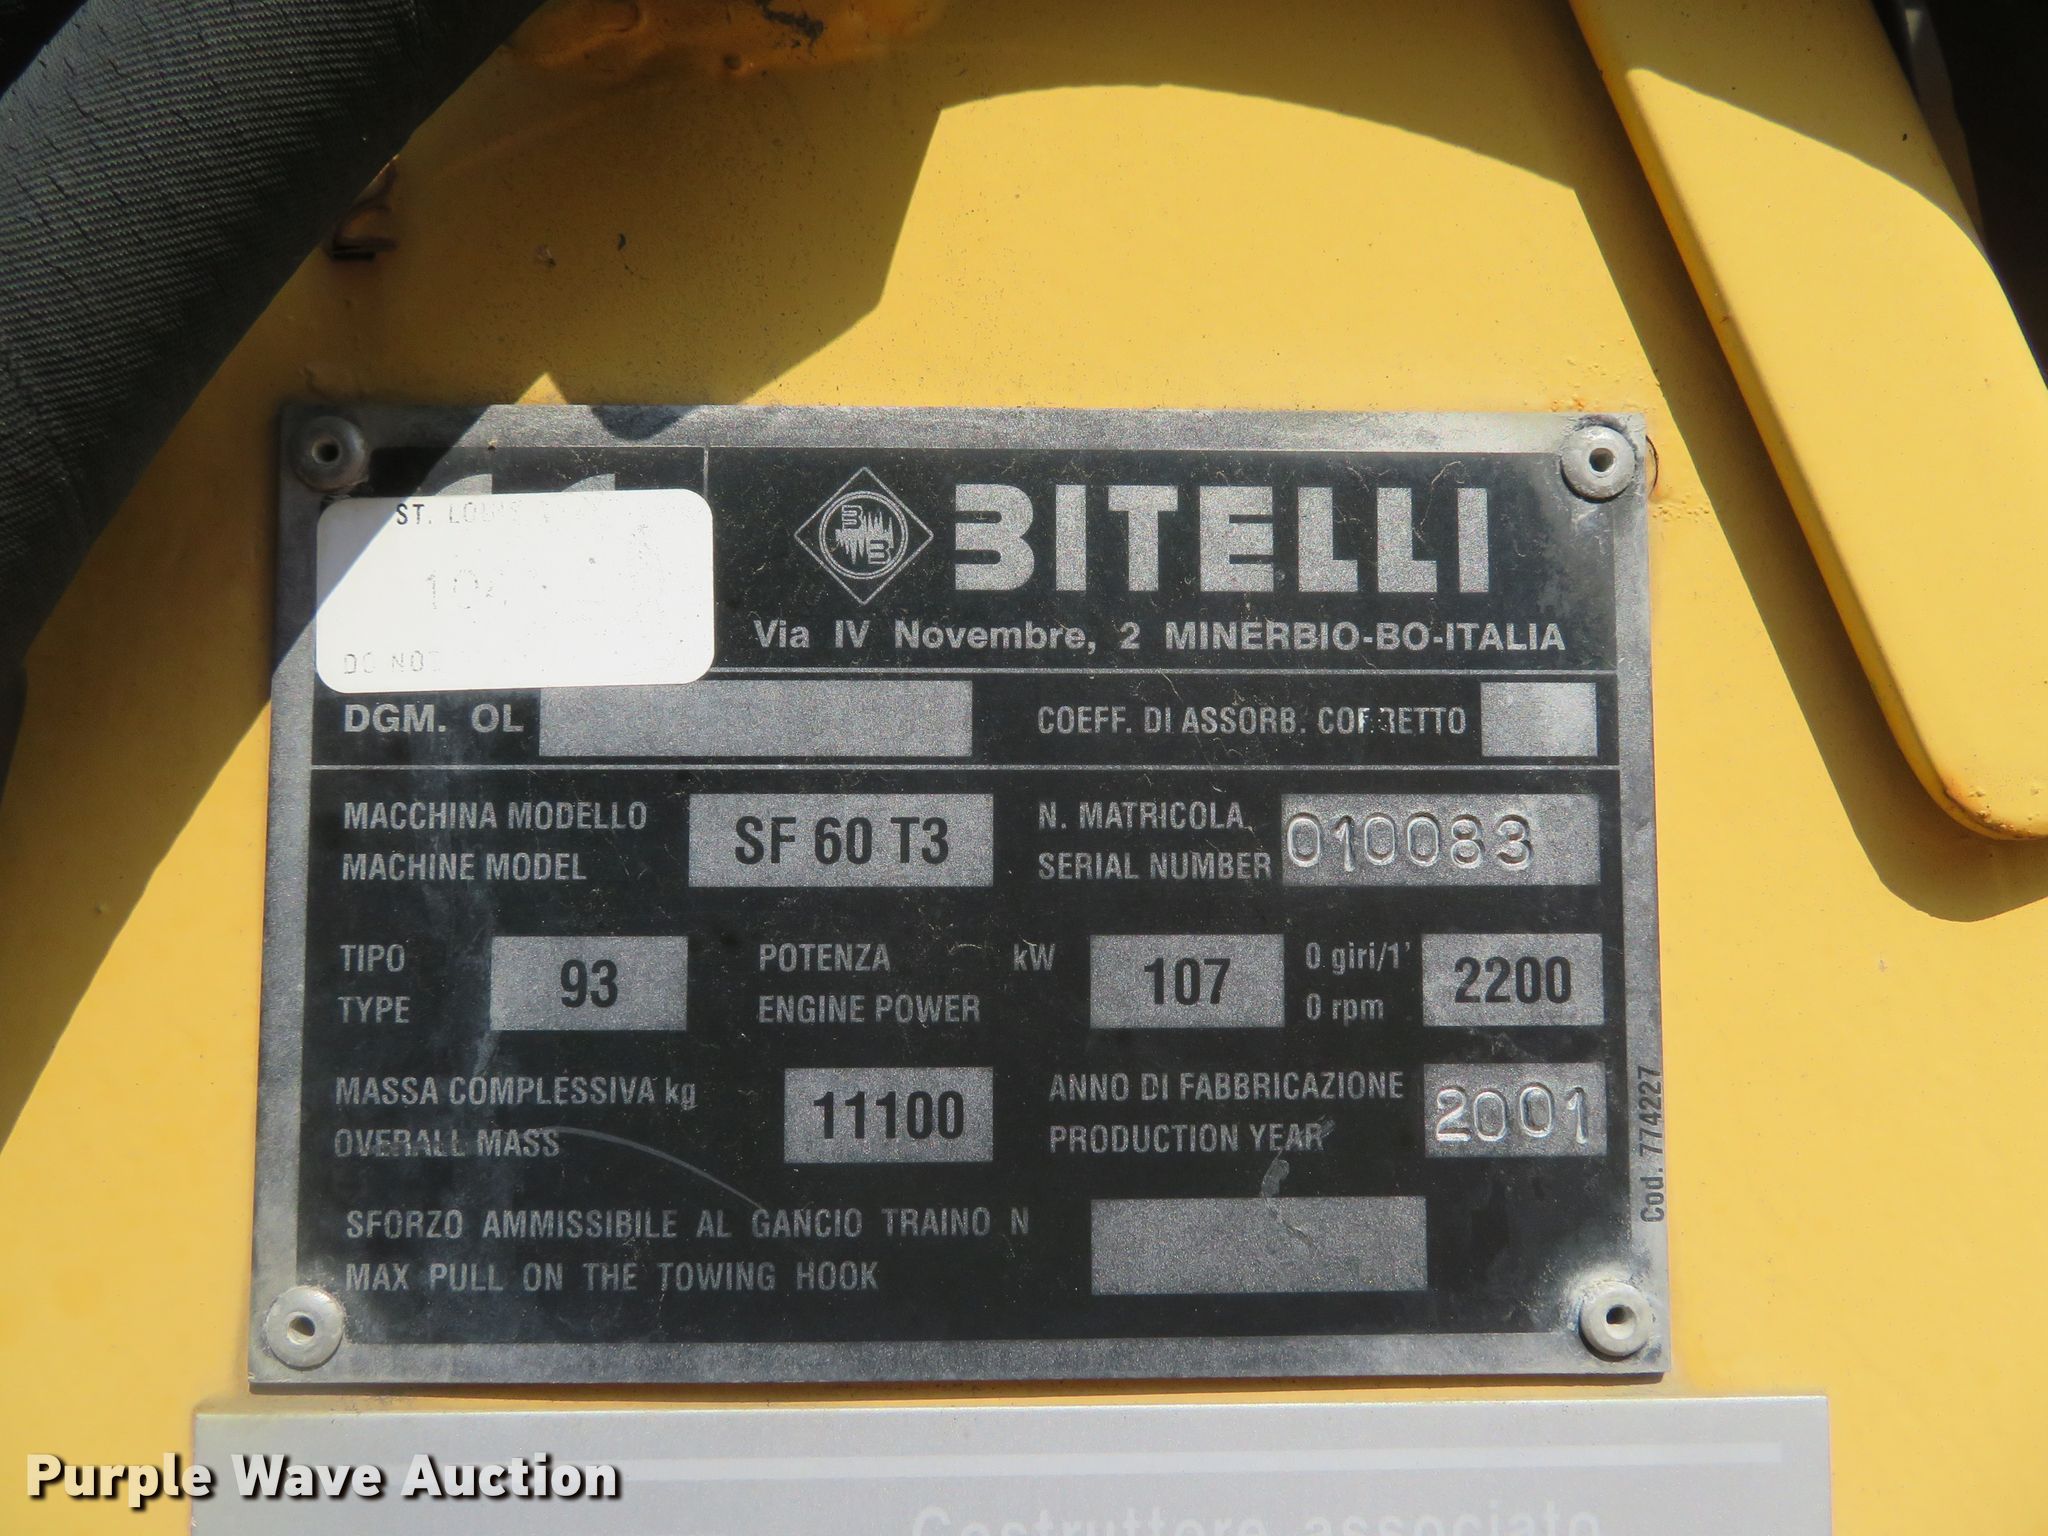 ST.
DO NOT
BITELLI
Via IV Novembre, 2 MINERBIO-BO-ITALIA
DGM. OL
COEFF. DI ASSORB. CORRETTO
MACCHINA MODELLO
MACHINE MODEL
SF 60 T3
N. MATRICOLA
SERIAL NUMBER
010083
TIPO
TYPE
93
POTENZA kW
ENGINE POWER
107
0 giri/1'
0 rpm
2200
MASSA COMPLESSIVA kg
OVERALL MASS
11100
ANNO DI FABBRICAZIONE
PRODUCTION YEAR
2001
SFORZO AMMISSIBILE AL GANCIO TRAINO N
MAX PULL ON THE TOWING HOOK
Cod. 774227
Costruttore associato
Purple Wave Auction